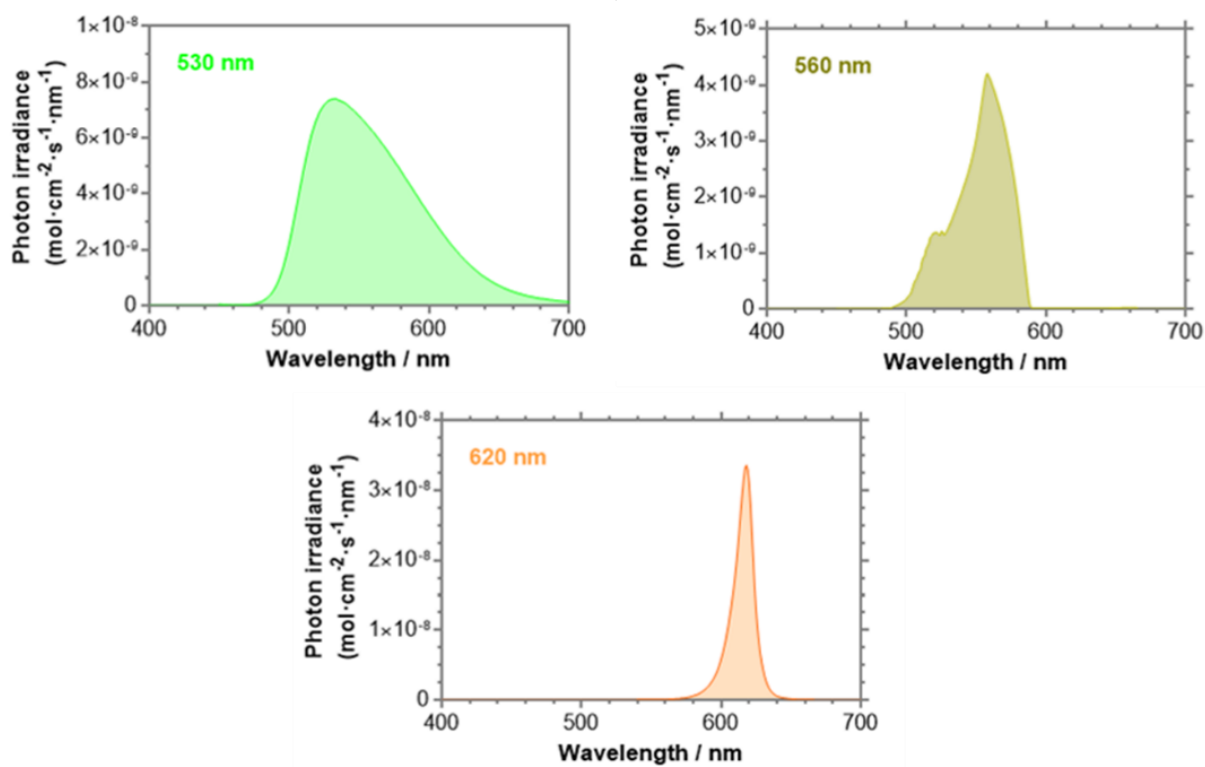 530 nm
Photon irradiance
(mol·cm⁻²·s⁻¹·nm⁻¹)
1×10⁻⁸
8×10⁻⁹
6×10⁻⁹
4×10⁻⁹
2×10⁻⁹
0
400 500 600 700
Wavelength / nm
560 nm
Photon irradiance
(mol·cm⁻²·s⁻¹·nm⁻¹)
5×10⁻⁹
4×10⁻⁹
3×10⁻⁹
2×10⁻⁹
1×10⁻⁹
0
400 500 600 700
Wavelength / nm
620 nm
Photon irradiance
(mol·cm⁻²·s⁻¹·nm⁻¹)
4×10⁻⁸
3×10⁻⁸
2×10⁻⁸
1×10⁻⁸
0
400 500 600 700
Wavelength / nm